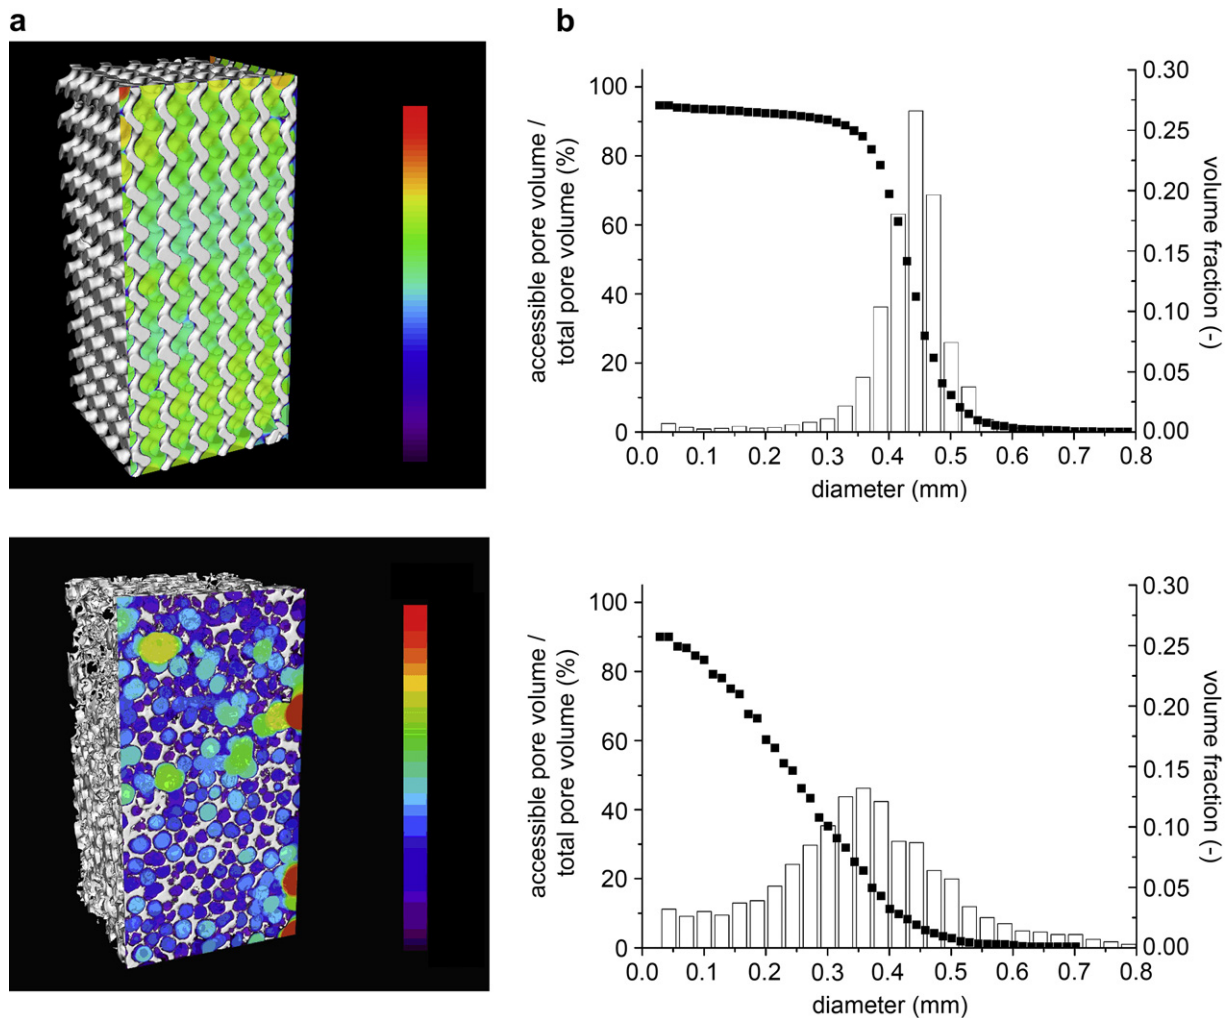 a
b
accessible pore volume /
total pore volume (%)
100
80
60
40
20
0
0.30
0.25
0.20
0.15
0.10
0.05
0.00
volume fraction (-)
0.0 0.1 0.2 0.3 0.4 0.5 0.6 0.7 0.8
diameter (mm)
accessible pore volume /
total pore volume (%)
100
80
60
40
20
0
0.30
0.25
0.20
0.15
0.10
0.05
0.00
volume fraction (-)
0.0 0.1 0.2 0.3 0.4 0.5 0.6 0.7 0.8
diameter (mm)